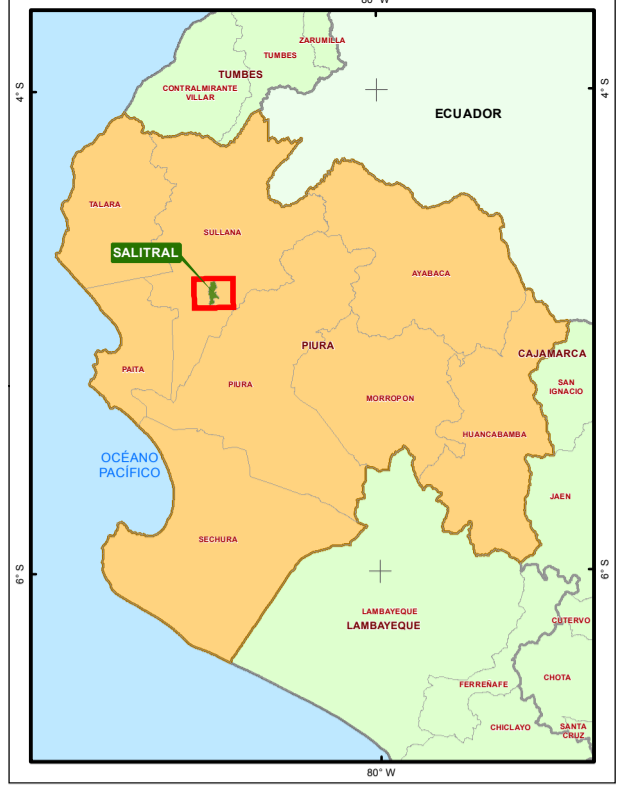 80° W
ZARUMILLA
TUMBES
TUMBES
CONTRALMIRANTE
VILLAR
4° S
4° S
ECUADOR
TALARA
SULLANA
SALITRAL
AYABACA
PIURA
CAJAMARCA
PAITA
PIURA
SAN
IGNACIO
MORROPON
HUANCABAMBA
OCÉANO
PACÍFICO
JAEN
SECHURA
6° S
6° S
LAMBAYEQUE
LAMBAYEQUE
CUTERVO
FERREÑAFE
CHOTA
CHICLAYO
SANTA
CRUZ
80° W